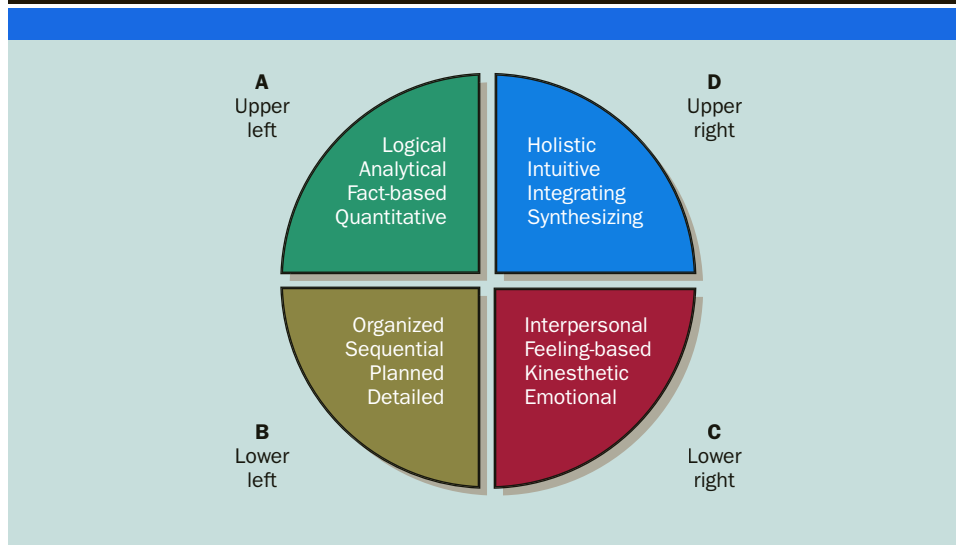 A
Upper
left
Logical
Analytical
Fact-based
Quantitative
D
Upper
right
Holistic
Intuitive
Integrating
Synthesizing
B
Lower
left
Organized
Sequential
Planned
Detailed
C
Lower
right
Interpersonal
Feeling-based
Kinesthetic
Emotional